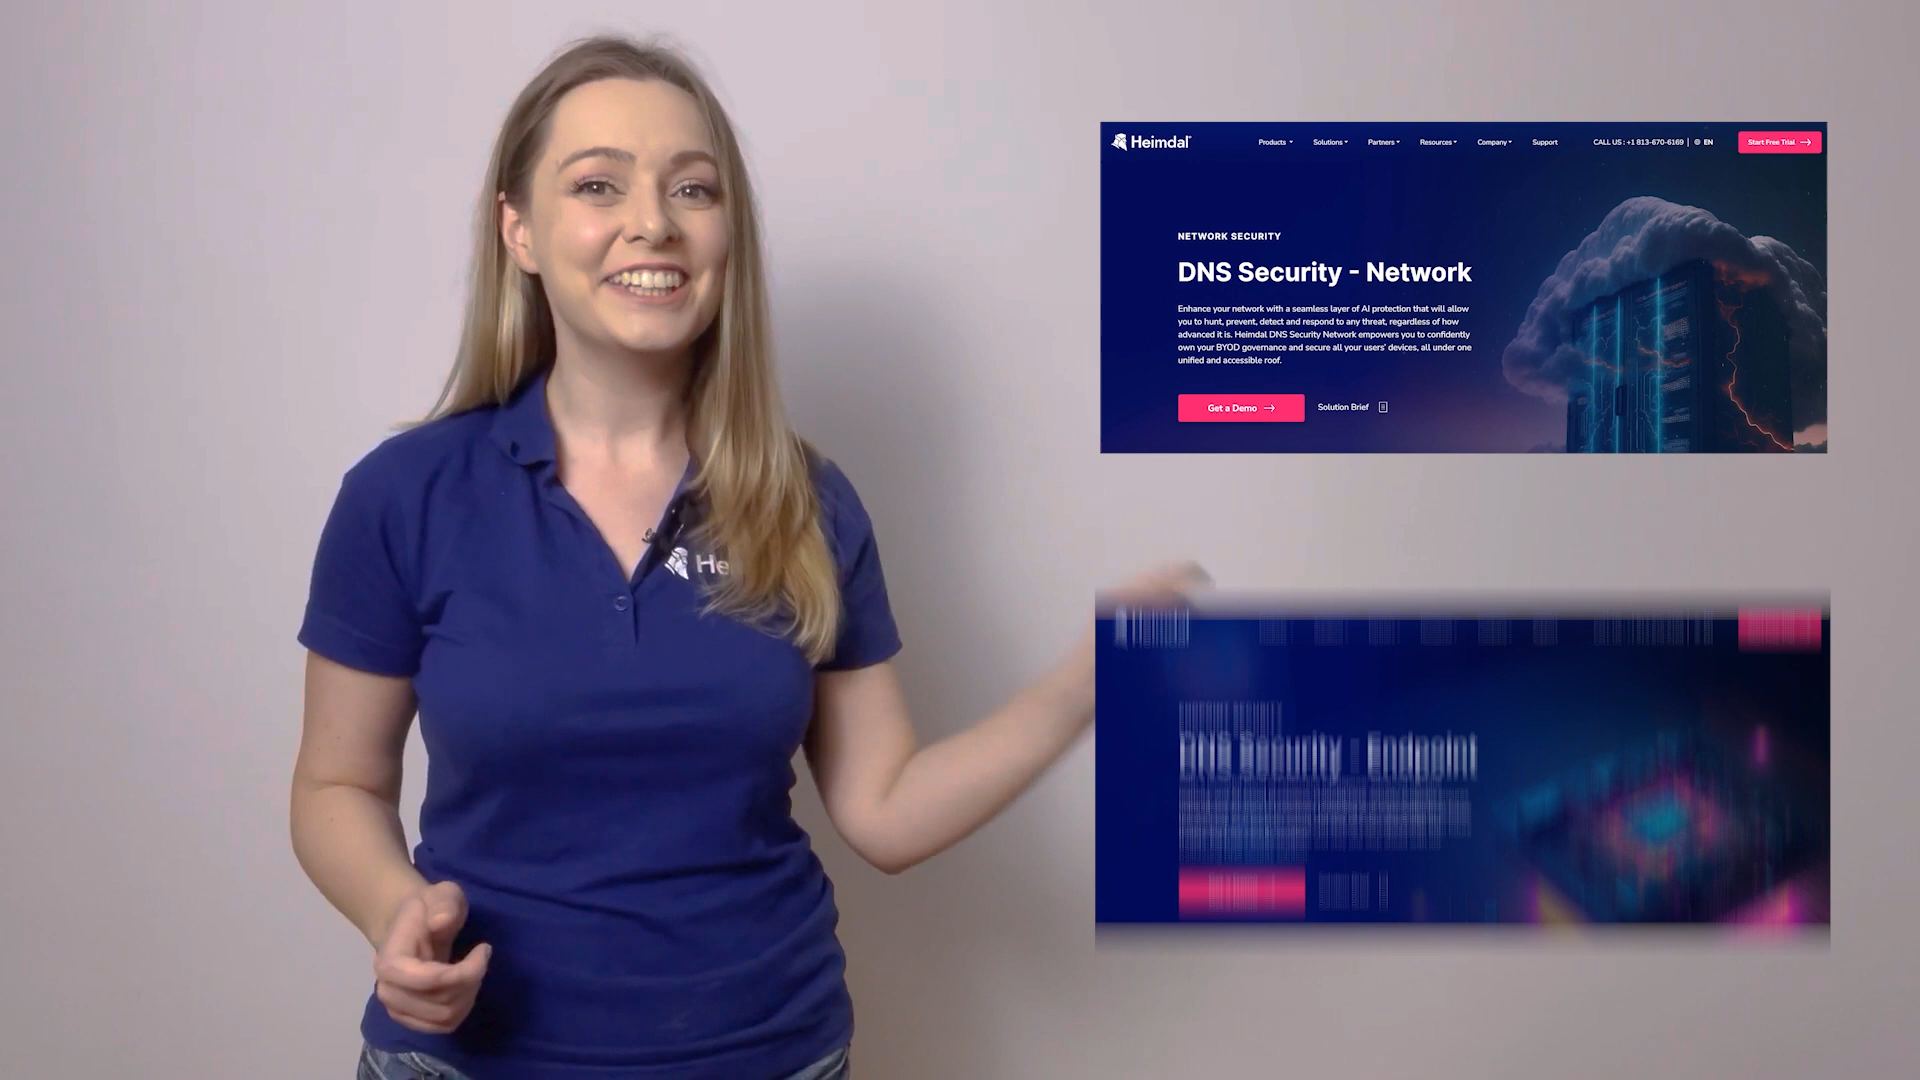 He
Heimdal®
Products
Solutions
Partners
Resources
Company
Support
CALL US : +1 813-670-6169 | EN
Start Free Trial
NETWORK SECURITY
DNS Security - Network
Enhance your network with a seamless layer of AI protection that will allow
you to hunt, prevent, detect and respond to any threat, regardless of how
advanced it is. Heimdal DNS Security Network empowers you to confidently
own your BYOD governance and secure all your users' devices, all under one
unified and accessible roof.
Get a Demo
Solution Brief
DNS Security Endpoint